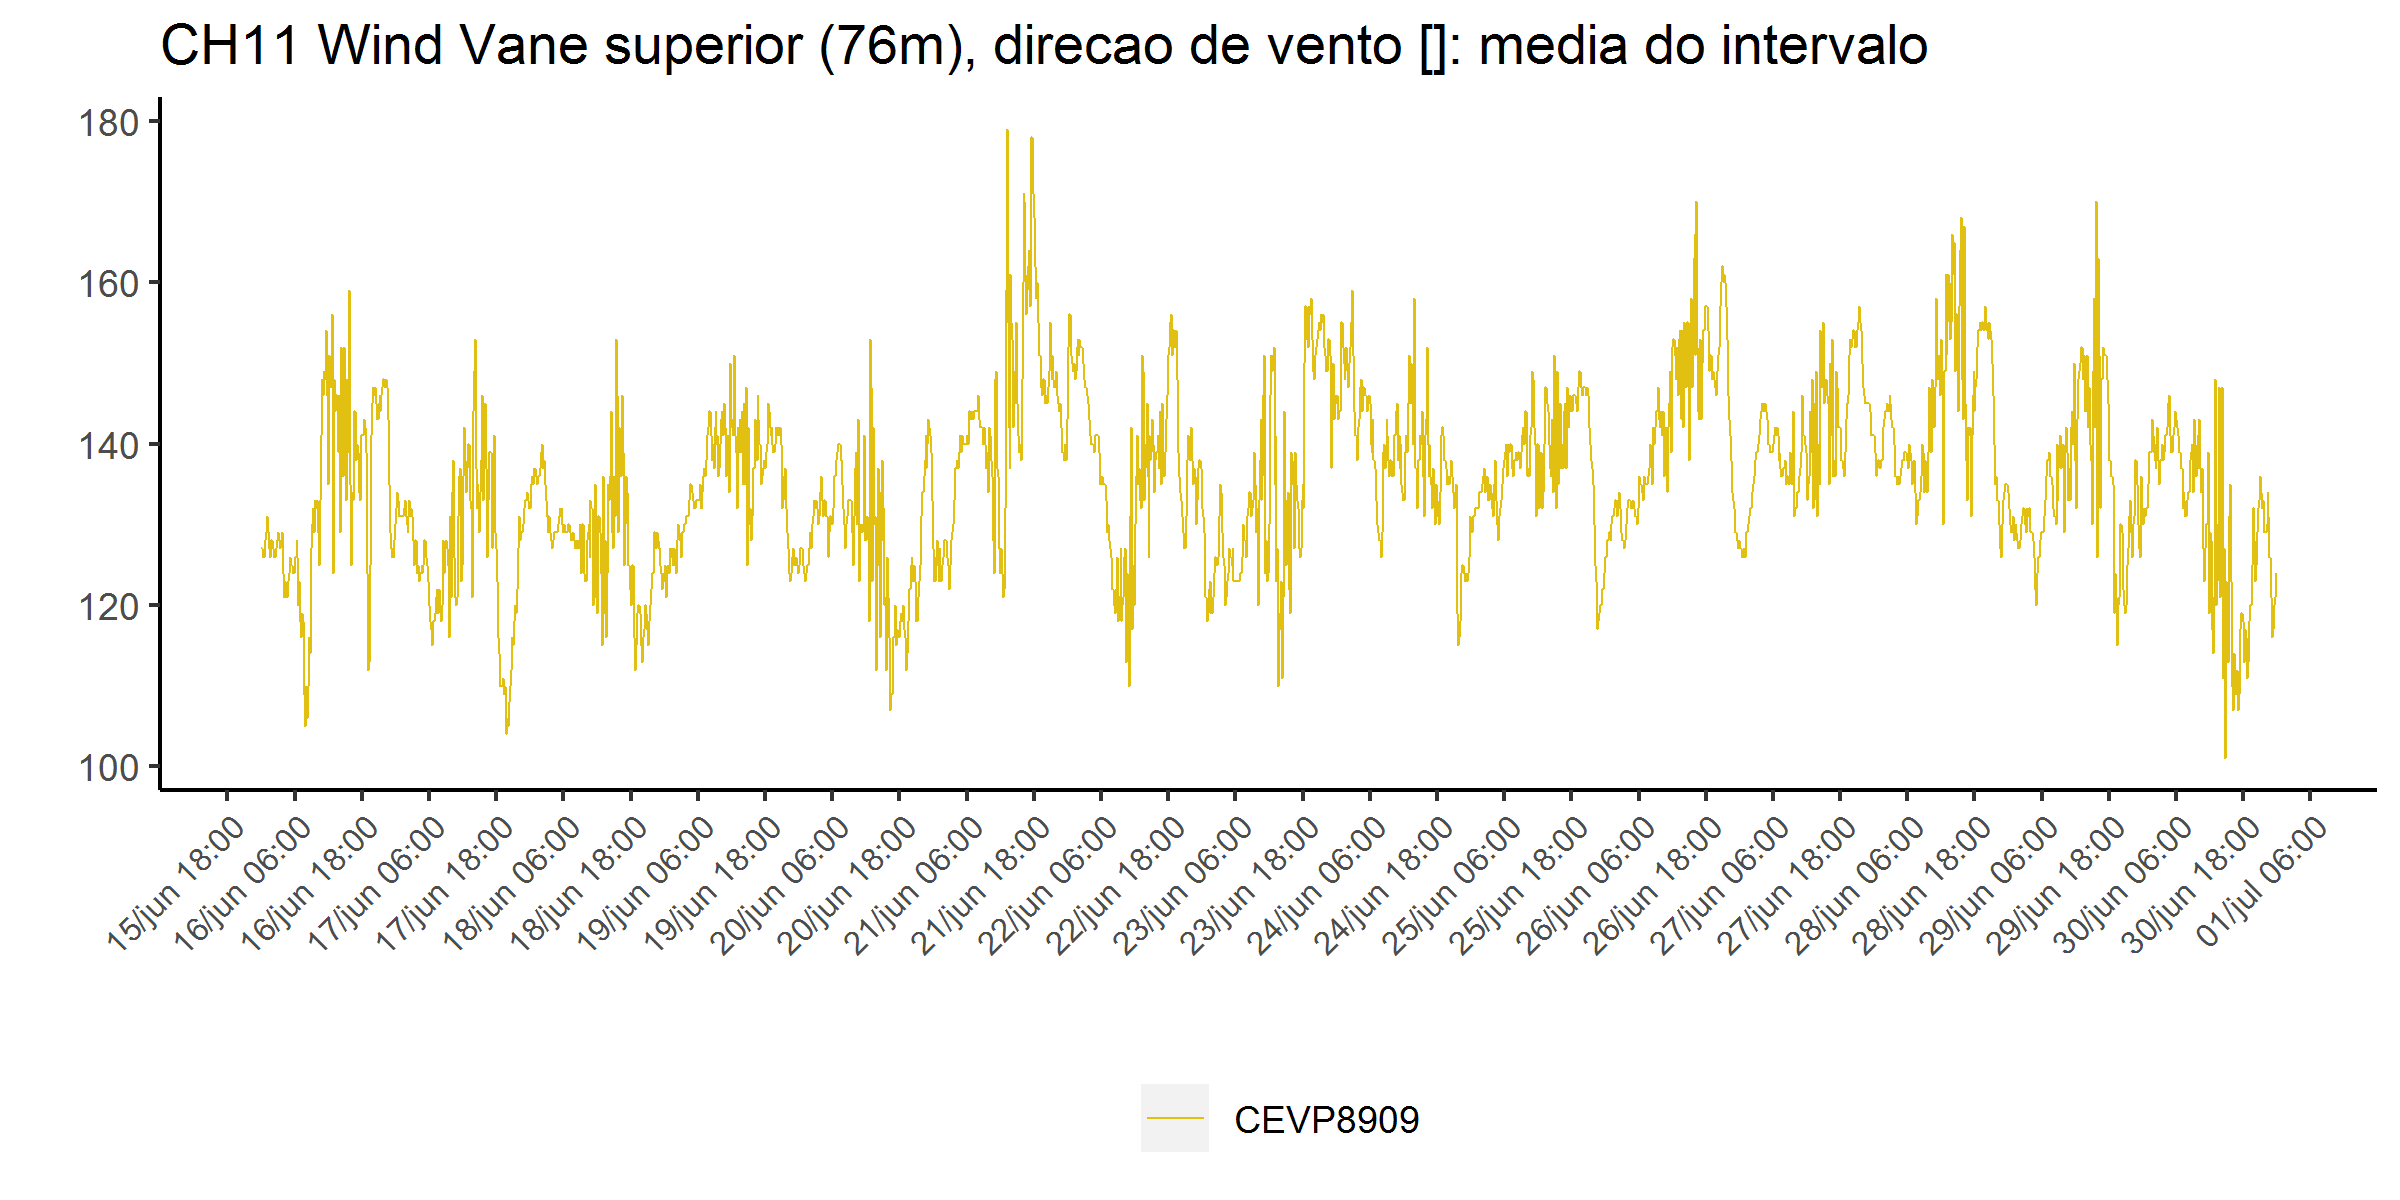 CH11 Wind Vane superior (76m), direcao de vento []: media do intervalo
180
160
140
120
100
15/jun 18:00
16/jun 06:00
16/jun 18:00
17/jun 06:00
17/jun 18:00
18/jun 06:00
18/jun 18:00
19/jun 06:00
19/jun 18:00
20/jun 06:00
20/jun 18:00
21/jun 06:00
21/jun 18:00
22/jun 06:00
22/jun 18:00
23/jun 06:00
23/jun 18:00
24/jun 06:00
24/jun 18:00
25/jun 06:00
25/jun 18:00
26/jun 06:00
26/jun 18:00
27/jun 06:00
27/jun 18:00
28/jun 06:00
28/jun 18:00
29/jun 06:00
29/jun 18:00
30/jun 06:00
30/jun 18:00
01/jul 06:00
CEVP8909